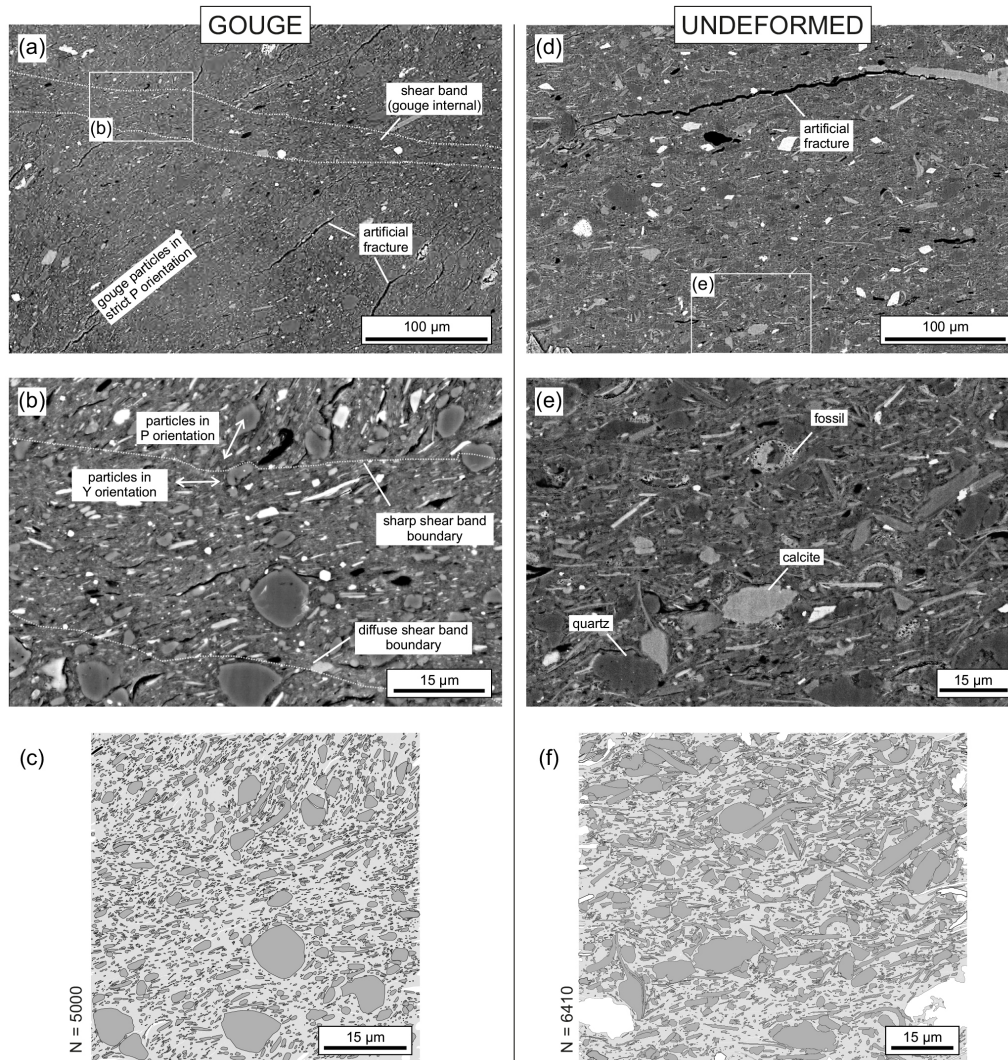 GOUGE
UNDEFORMED
(a)
shear band
(gouge internal)
(b)
artificial
fracture
gouge particles in
strict P orientation
100 µm
(d)
artificial
fracture
(e)
100 µm
(b)
particles in
P orientation
particles in
Y orientation
sharp shear band
boundary
diffuse shear band
boundary
15 µm
(e)
fossil
calcite
quartz
15 µm
(c)
N = 5000
15 µm
(f)
N = 6410
15 µm